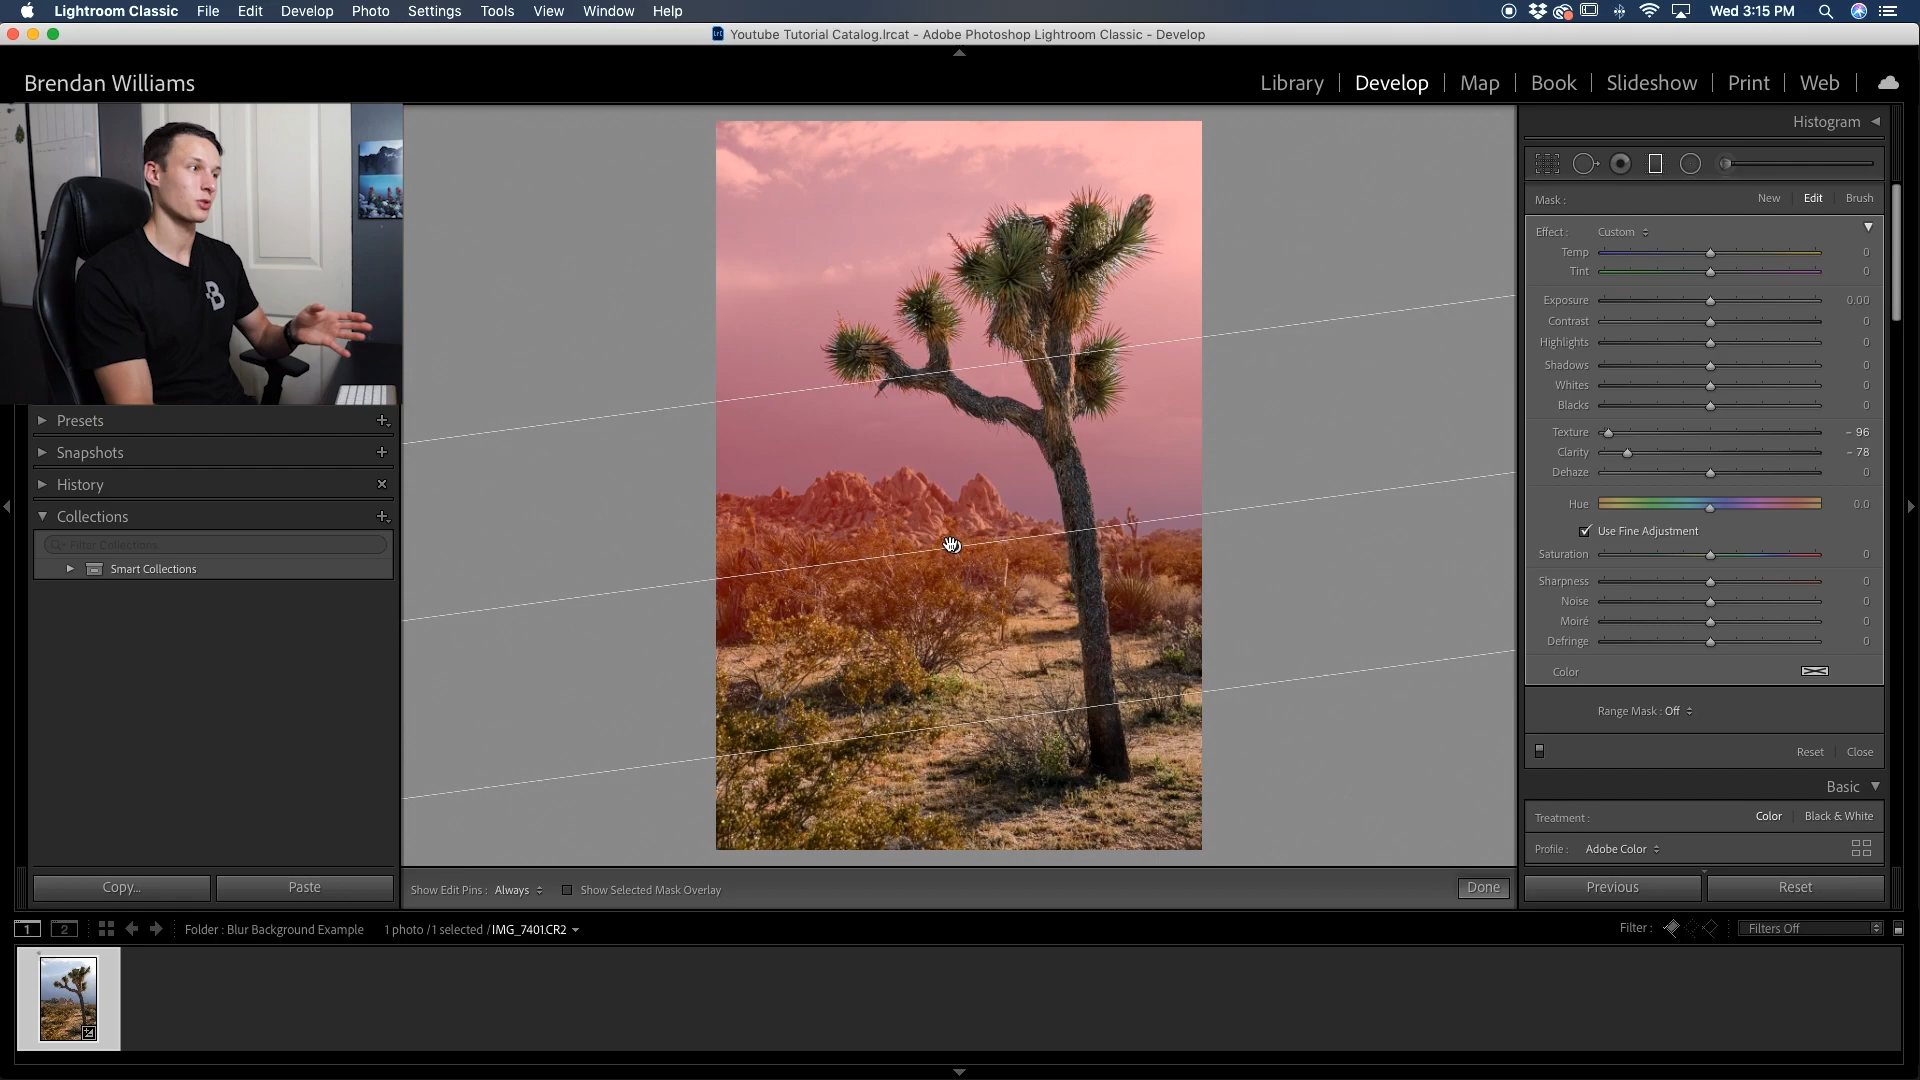 Lightroom Classic File Edit Develop Photo Settings Tools View Window Help Wed 3:15 PM
Youtube Tutorial Catalog.lrcat - Adobe Photoshop Lightroom Classic - Develop
Brendan Williams
Library | Develop | Map | Book | Slideshow | Print | Web
B
Presets
Snapshots
History
Collections
Filter Collections
Smart Collections
Copy... Paste
Show Edit Pins : Always Show Selected Mask Overlay Done
Histogram
Mask : New Edit Brush
Effect : Custom
Temp 0
Tint 0
Exposure 0.00
Contrast 0
Highlights 0
Shadows 0
Whites 0
Blacks 0
Texture - 96
Clarity - 78
Dehaze 0
Hue 0.0
Use Fine Adjustment
Saturation 0
Sharpness 0
Noise 0
Moiré 0
Defringe 0
Color
Range Mask : Off
Reset Close
Basic
Treatment : Color Black & White
Profile : Adobe Color
Previous Reset
1 2 Folder : Blur Background Example 1 photo / 1 selected / IMG_7401.CR2 Filter : Filters Off